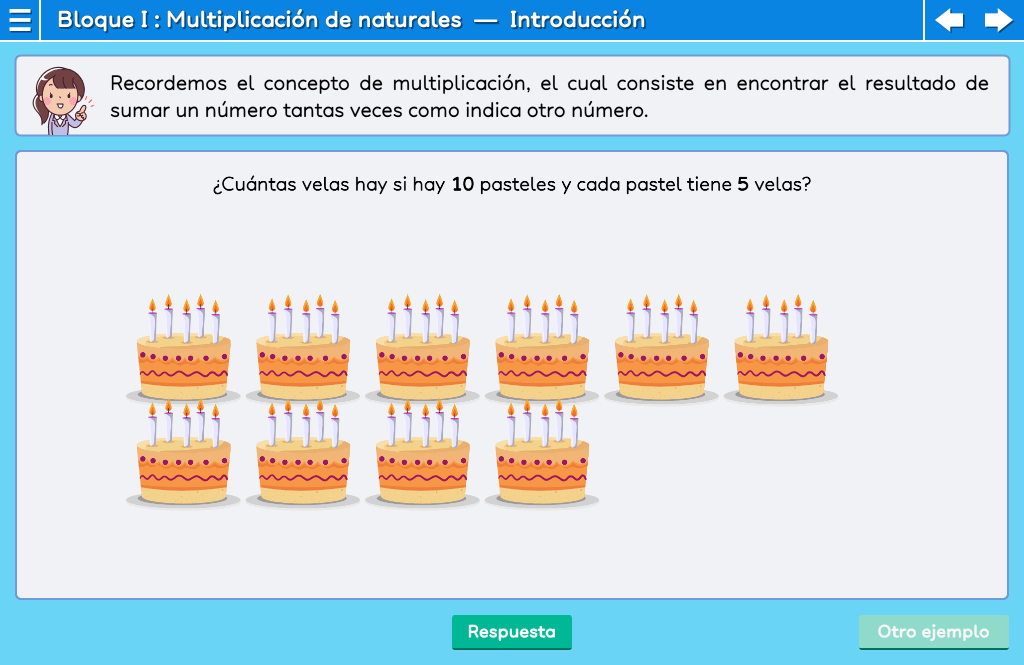 Bloque I : Multiplicación de naturales — Introducción
Recordemos el concepto de multiplicación, el cual consiste en encontrar el resultado de
sumar un número tantas veces como indica otro número.
¿Cuántas velas hay si hay 10 pasteles y cada pastel tiene 5 velas?
Respuesta
Otro ejemplo